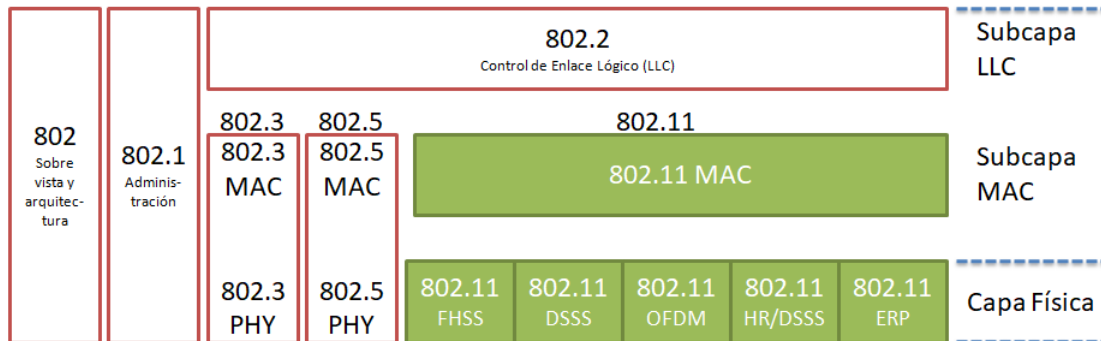 802
Sobre
vista y
arquitec-
tura
802.1
Adminis-
tración
802.2
Control de Enlace Lógico (LLC)
Subcapa
LLC
802.3
802.5
802.11
802.3
MAC
802.5
MAC
802.11 MAC
Subcapa
MAC
802.3
PHY
802.5
PHY
802.11
FHSS
802.11
DSSS
802.11
OFDM
802.11
HR/DSSS
802.11
ERP
Capa Física